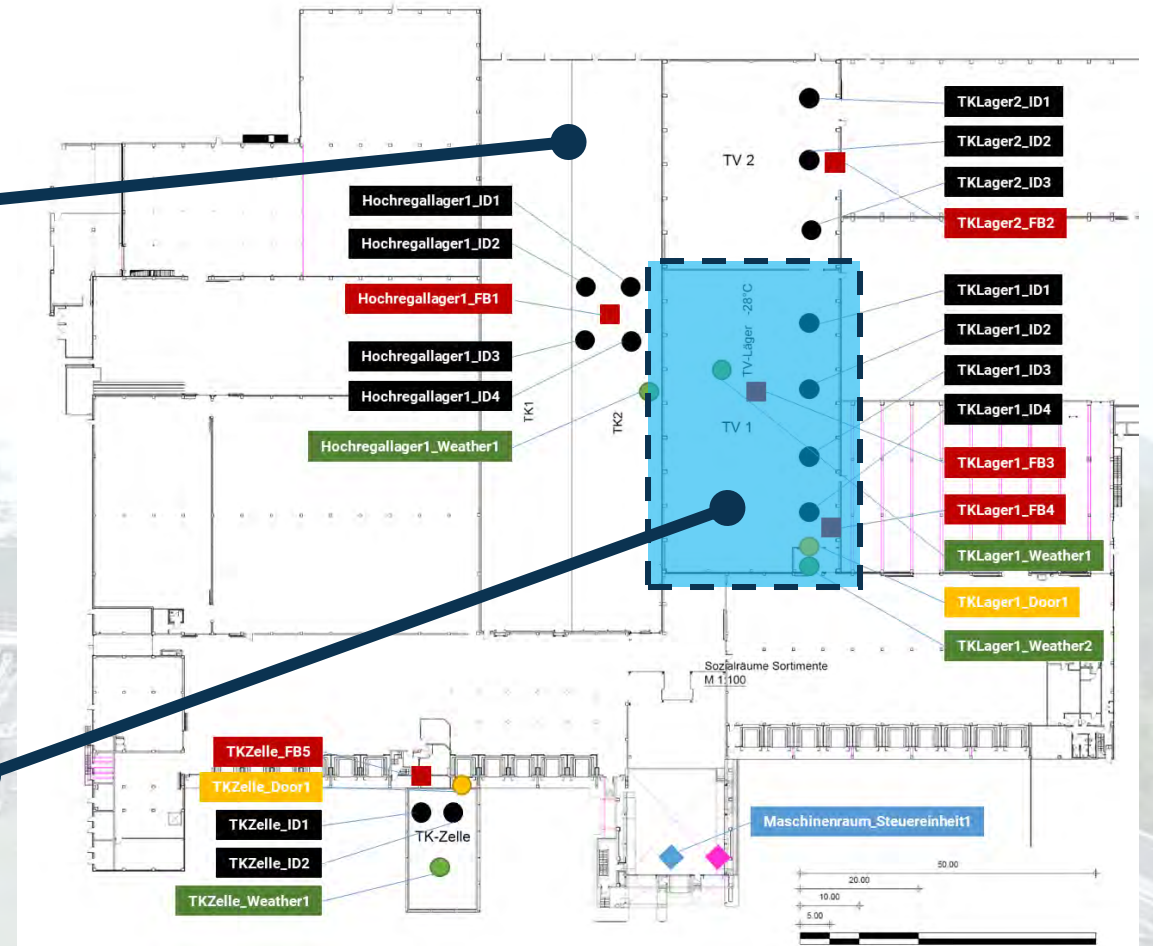 TKLager2_ID1
TKLager2_ID2
TV 2
TKLager2_ID3
Hochregallager1_ID1
TKLager2_FB2
Hochregallager1_ID2
Hochregallager1_FB1
TKLager1_ID1
TV-Läger -28°C
TKLager1_ID2
Hochregallager1_ID3
TKLager1_ID3
Hochregallager1_ID4
TKLager1_ID4
TK1
TK2
TV 1
Hochregallager1_Weather1
TKLager1_FB3
TKLager1_FB4
TKLager1_Weather1
TKLager1_Door1
TKLager1_Weather2
Sozialräume Sortimente
M 1:100
TKZelle_FB5
TKZelle_Door1
TKZelle_ID1
TK-Zelle
TKZelle_ID2
TKZelle_Weather1
Maschinenraum_Steuereinheit1
50.00
20.00
10.00
5.00